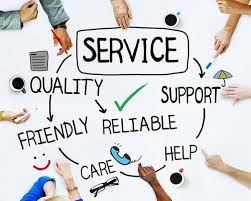 SERVICE
QUALITY
SUPPORT
FRIENDLY
RELIABLE
CARE
HELP